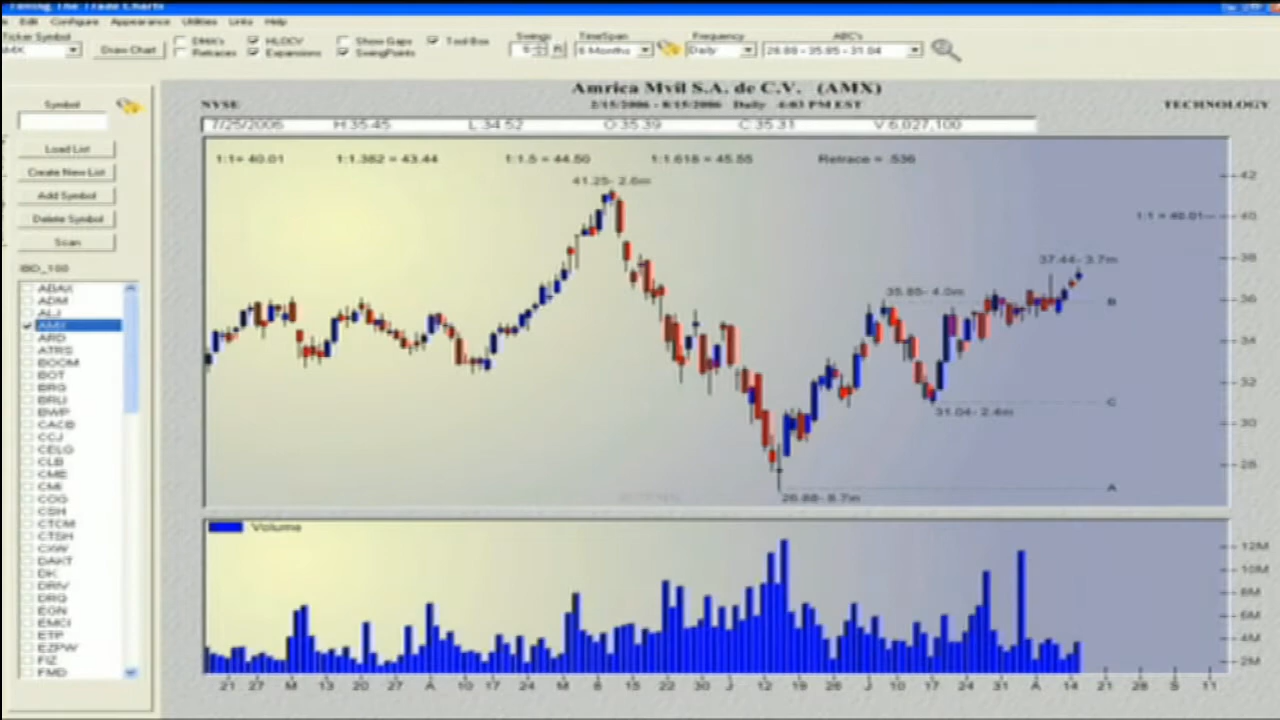 Timing The Trade Charts
Edit Configure Appearance Utilities Links Help
Ticker Symbol
AMX
Draw Chart
DMA's
Retraces
HLOCV
Expansions
Show Gaps
SwingPoints
Tool Box
Swings
TimeSpan
6 Months
Frequency
Daily
ABC's
26.88 - 35.85 - 31.04
Amrica Mvil S.A. de C.V. (AMX)
NYSE
2/15/2006 - 8/15/2006 Daily 4:03 PM EST
TECHNOLOGY
7/25/2006 H:35.45 L:34.52 O:35.39 C:35.31 V:6,027,100
1:1= 40.01 1:1.382 = 43.44 1:1.5 = 44.50 1:1.618 = 45.55 Retrace = .536
Symbol
Load List
Create New List
Add Symbol
Delete Symbol
Scan
IBD_100
ABAX
ADM
ALJ
AMX
ARD
ATRS
BOOM
BOT
BRG
BRLI
BWP
CACB
CCJ
CELG
CLB
CME
CMI
COG
CSH
CTCM
CTSH
CXW
DAKT
DK
DRIV
DRQ
EGN
EMCI
ETP
EZPW
FIZ
FMD
41.25- 2.6m
1:1 = 40.01
37.44- 3.7m
35.85- 4.0m
B
C
31.04- 2.4m
A
26.88- 8.7m
42
40
38
36
34
32
30
28
Volume
12M
10M
8M
6M
4M
2M
21 27 M 13 20 27 A 10 17 24 M 8 15 22 30 J 12 19 26 J 10 17 24 31 A 14 21 28 S 11